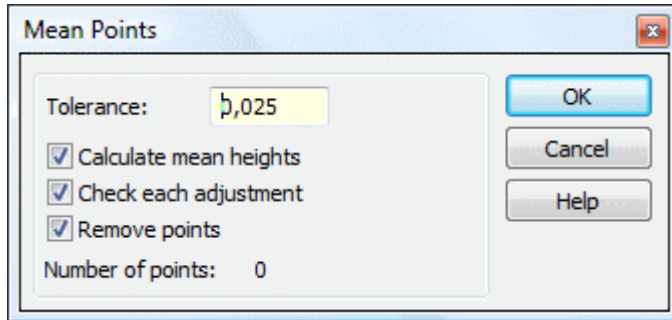 Mean Points
Tolerance: 0,025
Calculate mean heights
Check each adjustment
Remove points
Number of points: 0
OK
Cancel
Help